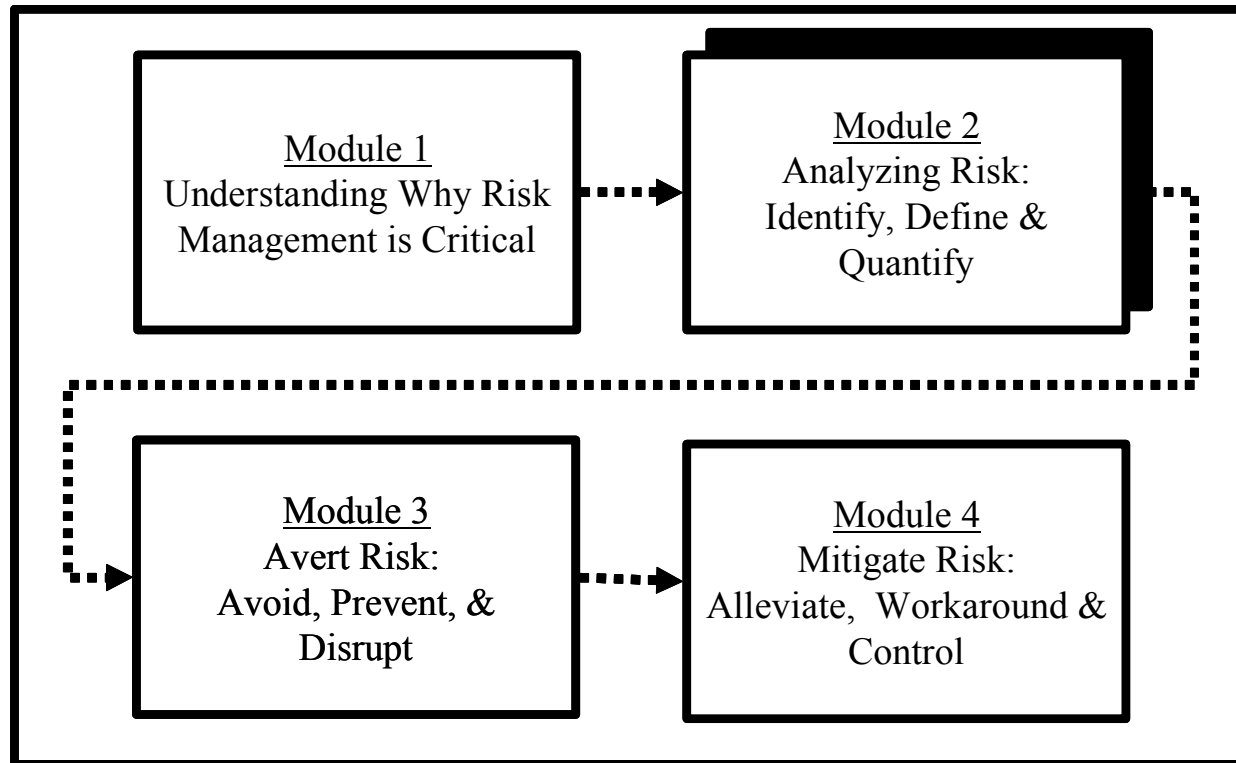 Module 1
Understanding Why Risk
Management is Critical
Module 2
Analyzing Risk:
Identify, Define &
Quantify
Module 3
Avert Risk:
Avoid, Prevent, &
Disrupt
Module 4
Mitigate Risk:
Alleviate, Workaround &
Control